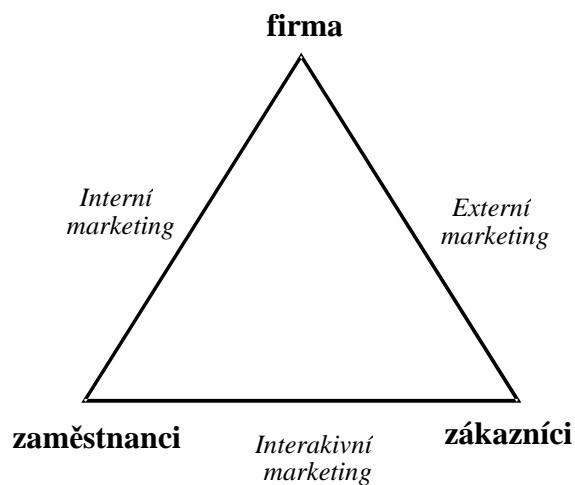 firma
Interní
marketing
Externí
marketing
zaměstnanci
zákazníci
Interakivní
marketing